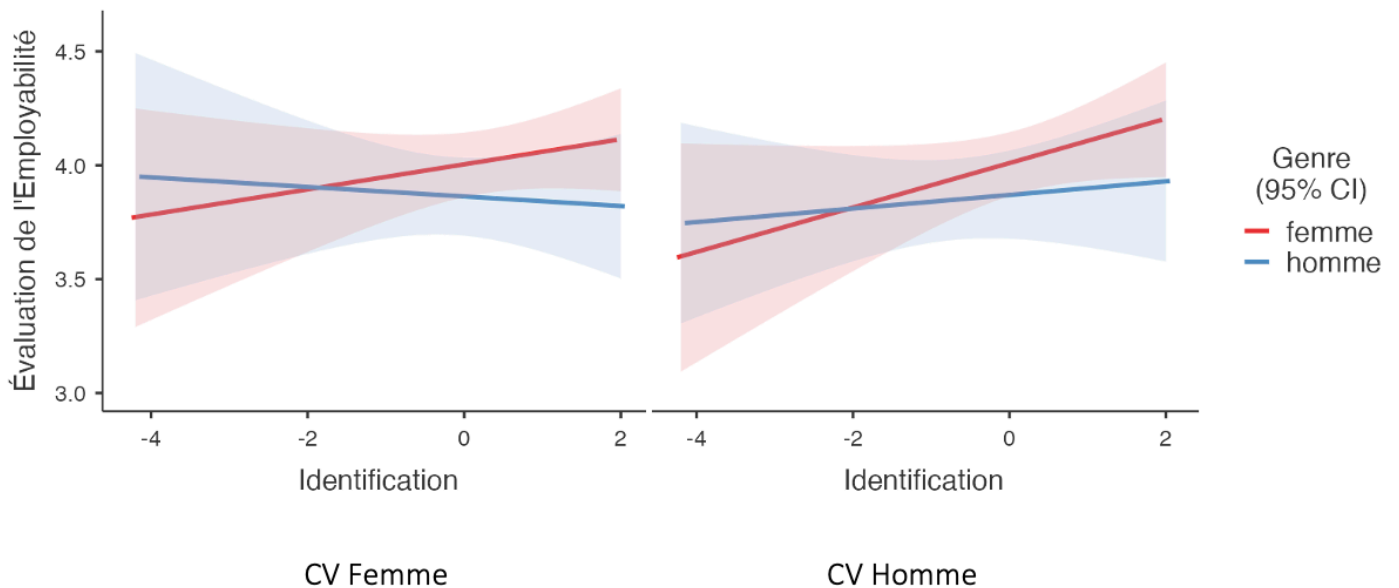 Évaluation de l'Employabilité
4.5
4.0
3.5
3.0
-4
-2
0
2
Identification
CV Femme
-4
-2
0
2
Identification
CV Homme
Genre
(95% CI)
femme
homme